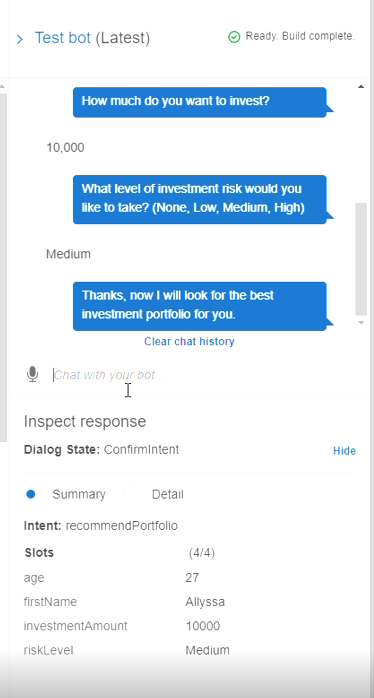 Test bot (Latest)
Ready. Build complete.
How much do you want to invest?
10,000
What level of investment risk would you
like to take? (None, Low, Medium, High)
Medium
Thanks, now I will look for the best
investment portfolio for you.
Clear chat history
Chat with your bot...
Inspect response
Dialog State: ConfirmIntent
Hide
Summary Detail
Intent: recommendPortfolio
Slots (4/4)
age 27
firstName Allyssa
investmentAmount 10000
riskLevel Medium